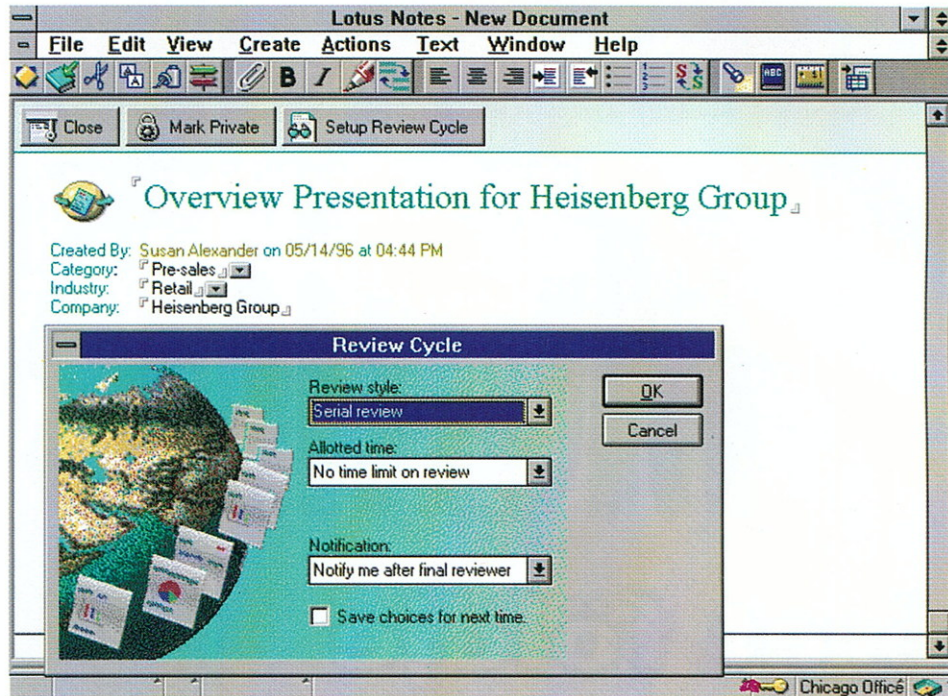 Lotus Notes - New Document
File Edit View Create Actions Text Window Help
B I ABC
Close Mark Private Setup Review Cycle
Overview Presentation for Heisenberg Group
Created By: Susan Alexander on 05/14/96 at 04:44 PM
Category: Pre-sales
Industry: Retail
Company: Heisenberg Group
Review Cycle
Review style:
Serial review
OK
Cancel
Allotted time:
No time limit on review
Notification:
Notify me after final reviewer
Save choices for next time.
Chicago Office